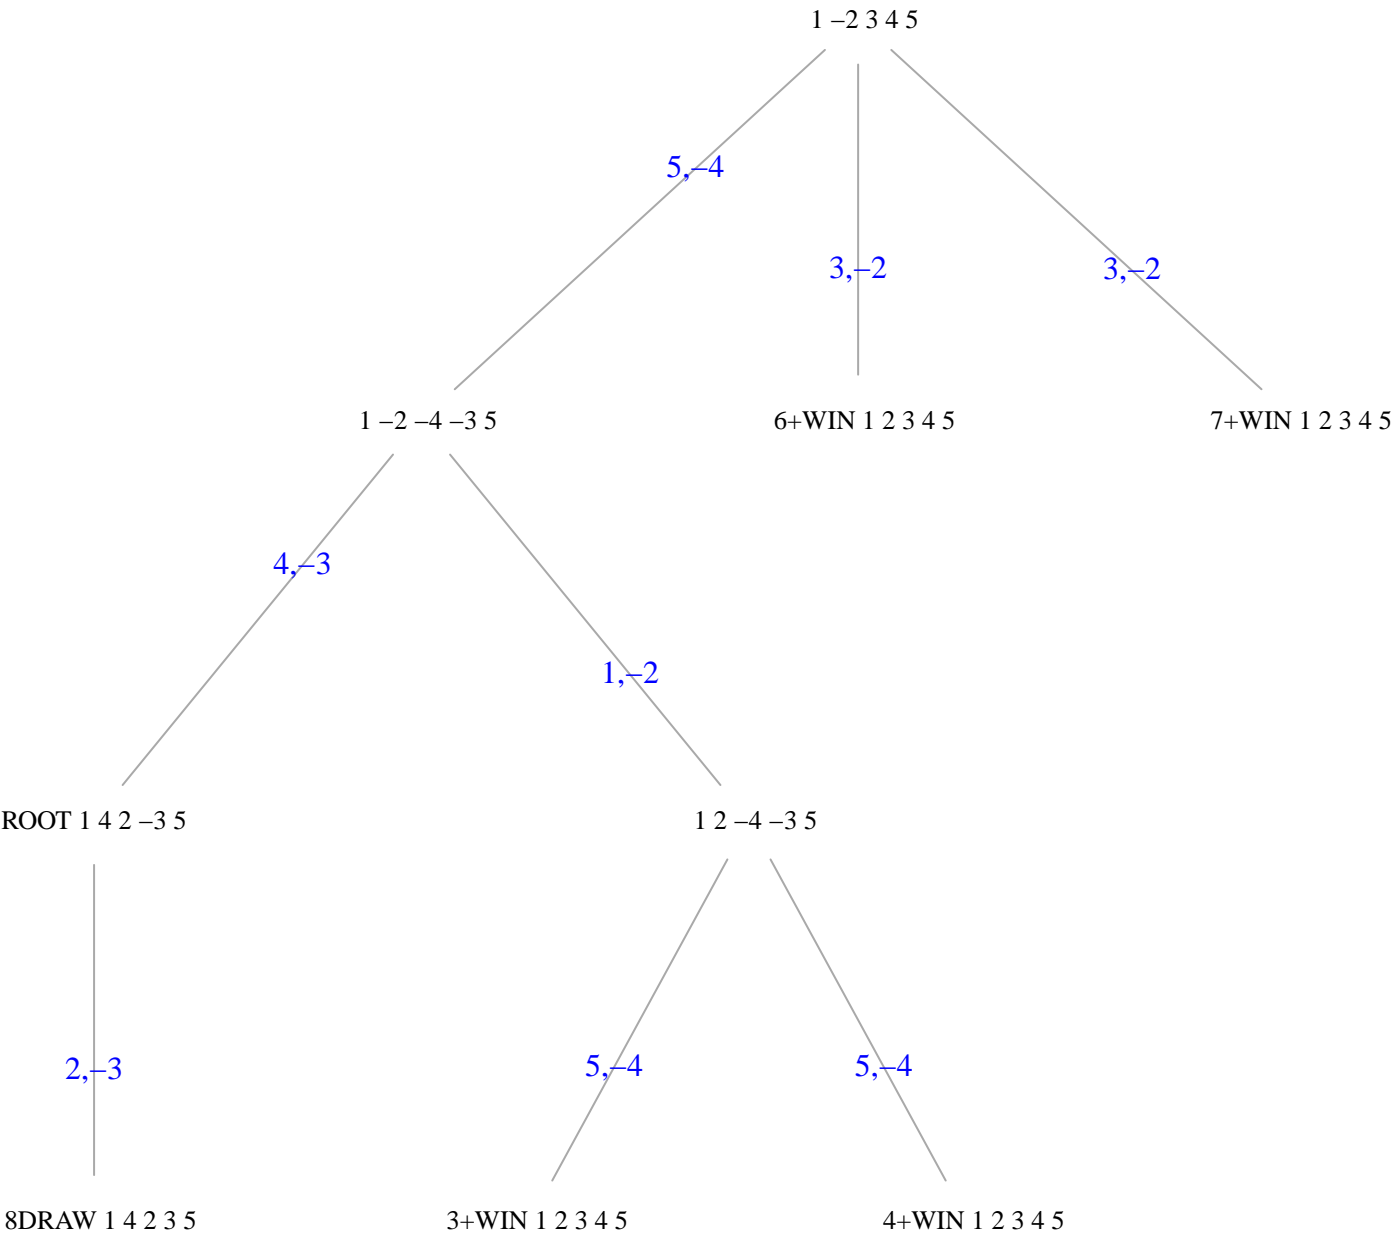 1 –2 3 4 5
5,–4
3,–2
3,–2
1 –2 –4 –3 5
6+WIN 1 2 3 4 5
7+WIN 1 2 3 4 5
4,–3
1,–2
ROOT 1 4 2 –3 5
1 2 –4 –3 5
2,–3
5,–4
5,–4
8DRAW 1 4 2 3 5
3+WIN 1 2 3 4 5
4+WIN 1 2 3 4 5